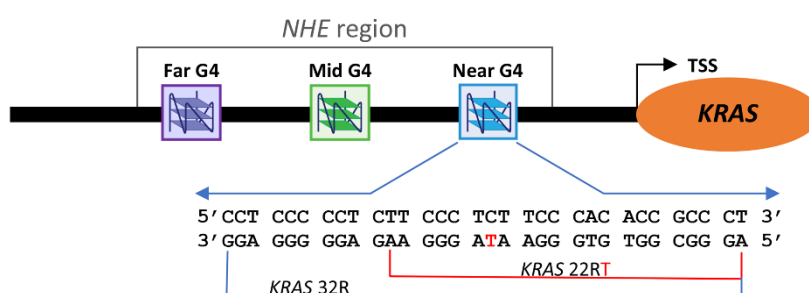 NHE region
Far G4 Mid G4 Near G4 TSS
KRAS
5′ CCT CCC CCT CTT CCC TCT TCC CAC ACC GCC CT 3′
3′ GGA GGG GGA GAA GGG ATA AGG GTG TGG CGG GA 5′
KRAS 22RT
KRAS 32R